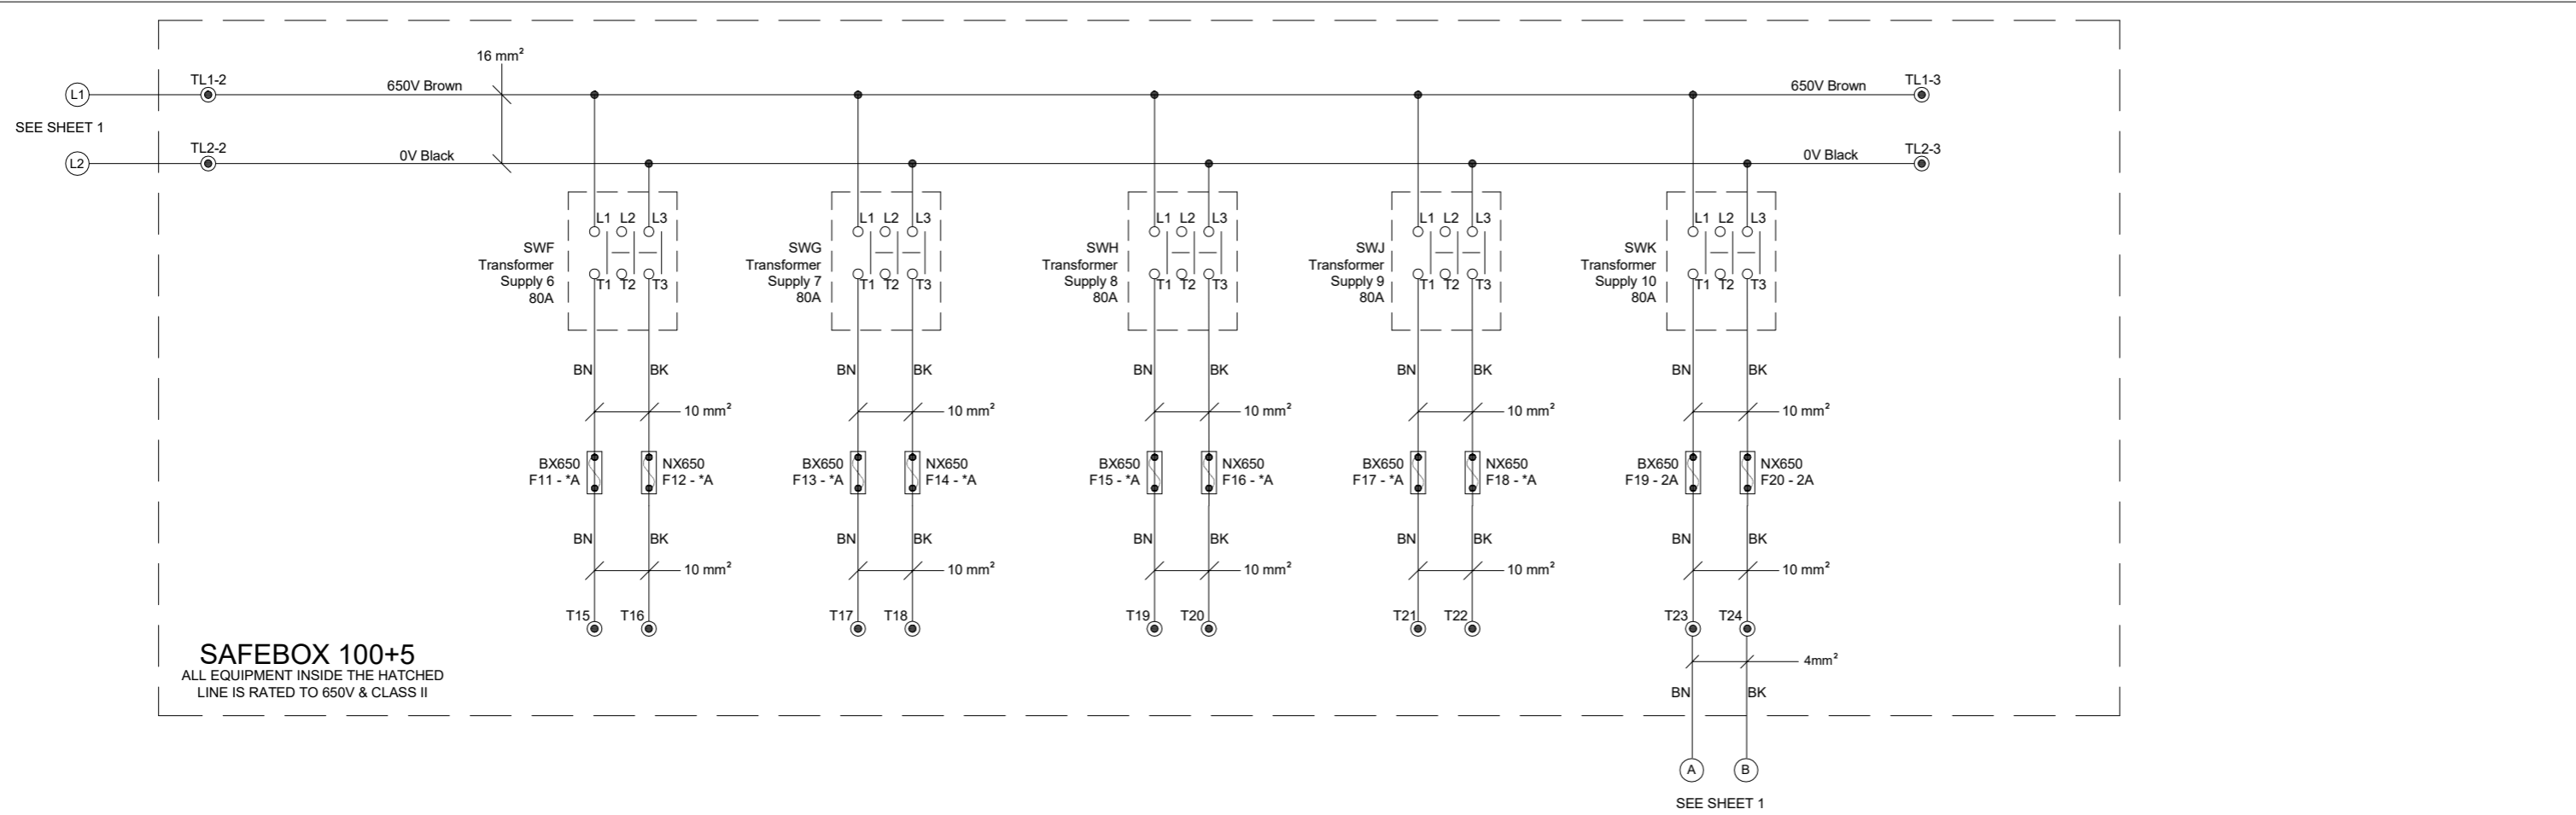 16 mm²
TL1-2
650V Brown
650V Brown
TL1-3
L1
SEE SHEET 1
TL2-2
0V Black
0V Black
TL2-3
L2
L1 L2 L3
L1 L2 L3
L1 L2 L3
L1 L2 L3
L1 L2 L3
SWF
Transformer
Supply 6
80A
SWG
Transformer
Supply 7
80A
SWH
Transformer
Supply 8
80A
SWJ
Transformer
Supply 9
80A
SWK
Transformer
Supply 10
80A
T1 T2 T3
T1 T2 T3
T1 T2 T3
T1 T2 T3
T1 T2 T3
BN BK
BN BK
BN BK
BN BK
BN BK
10 mm²
10 mm²
10 mm²
10 mm²
10 mm²
BX650
F11 - *A
NX650
F12 - *A
BX650
F13 - *A
NX650
F14 - *A
BX650
F15 - *A
NX650
F16 - *A
BX650
F17 - *A
NX650
F18 - *A
BX650
F19 - 2A
NX650
F20 - 2A
BN BK
BN BK
BN BK
BN BK
BN BK
10 mm²
10 mm²
10 mm²
10 mm²
10 mm²
T15 T16
T17 T18
T19 T20
T21 T22
T23 T24
SAFEBOX 100+5
ALL EQUIPMENT INSIDE THE HATCHED
LINE IS RATED TO 650V & CLASS II
4mm²
BN BK
A B
SEE SHEET 1